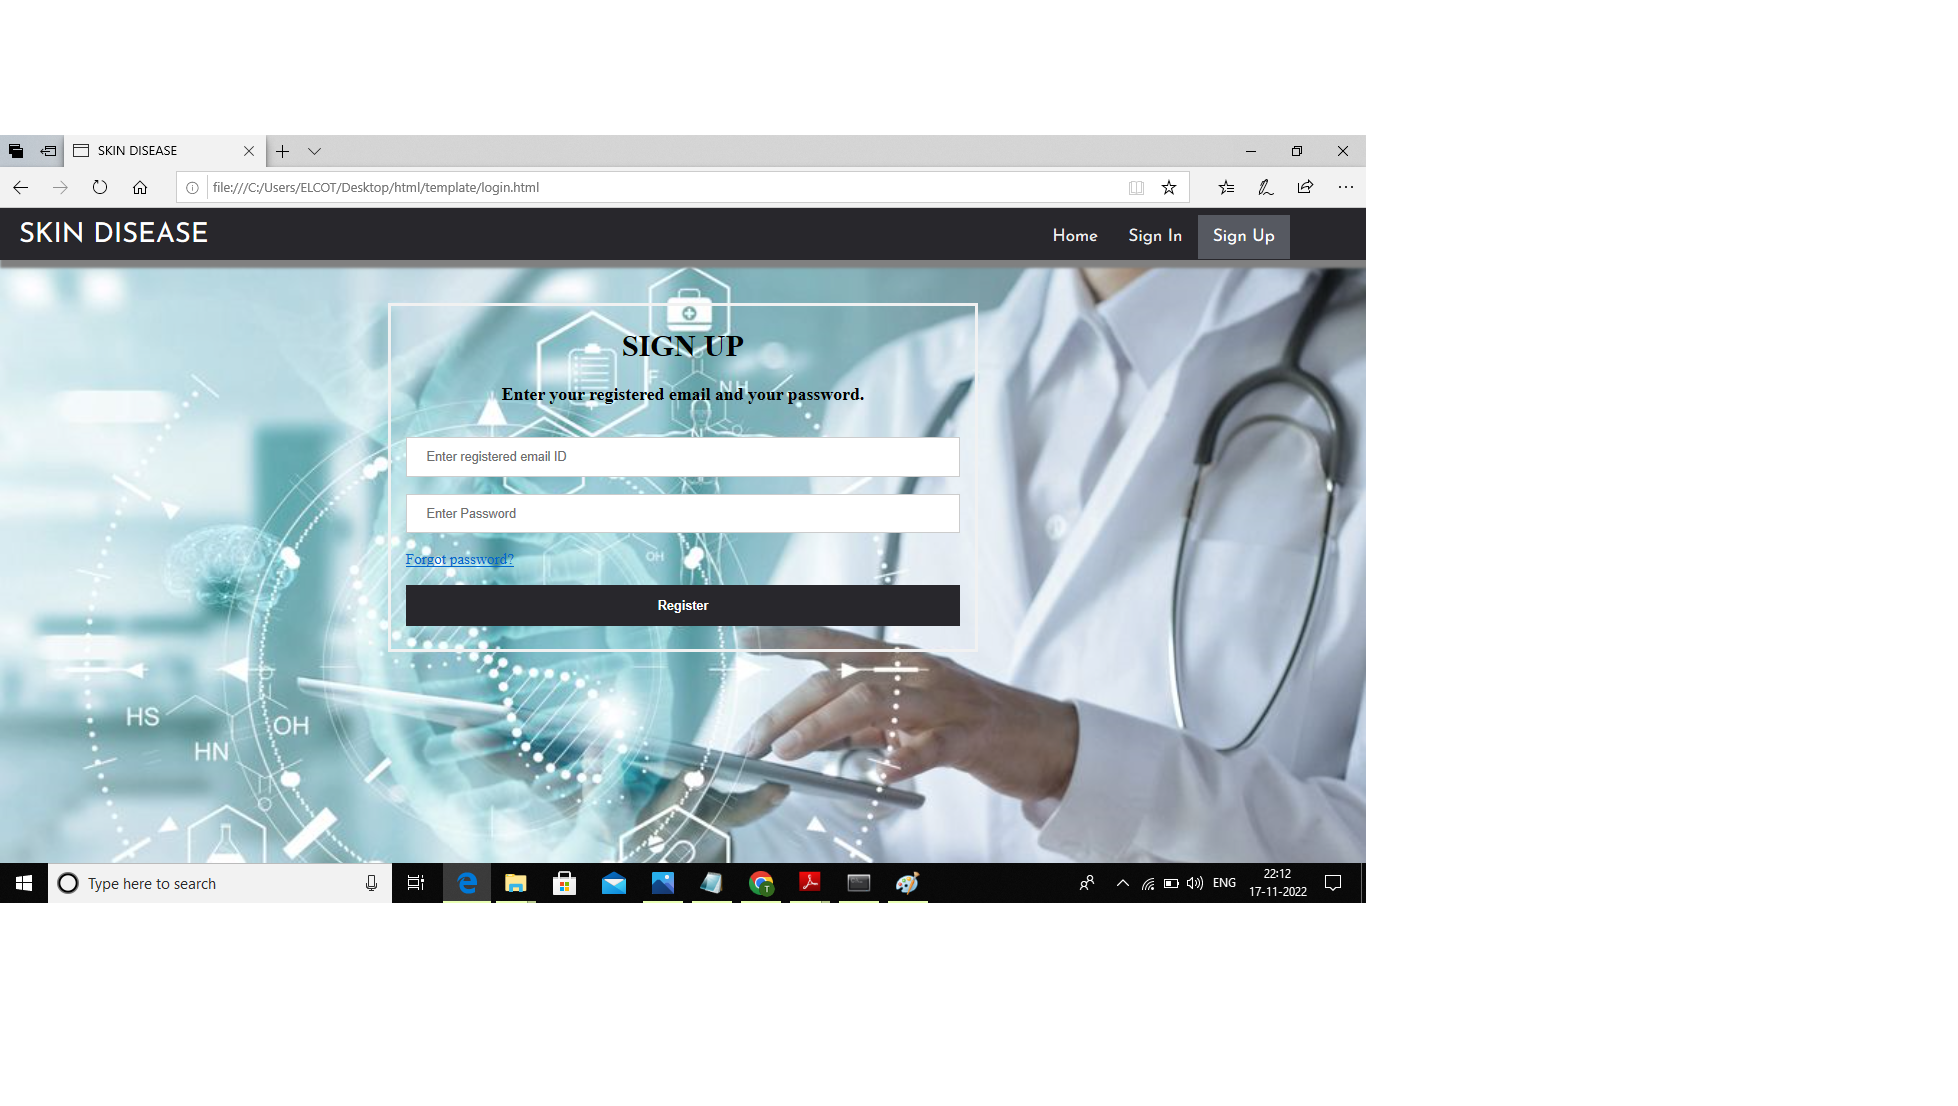 SKIN DISEASE
file:///C:/Users/ELCOT/Desktop/html/template/login.html
SKIN DISEASE
Home Sign In Sign Up
SIGN UP
F NH
Enter your registered email and your password.
N O
Enter registered email ID
Enter Password
Forgot password?
OH
Register
HS
OH
HN
N
O
Type here to search
T
ENG
22:12
17-11-2022